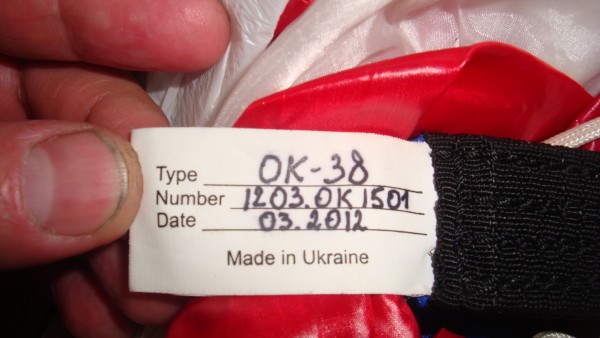 Type OK-38
Number 1203.OK1501
Date 03.2012
Made in Ukraine